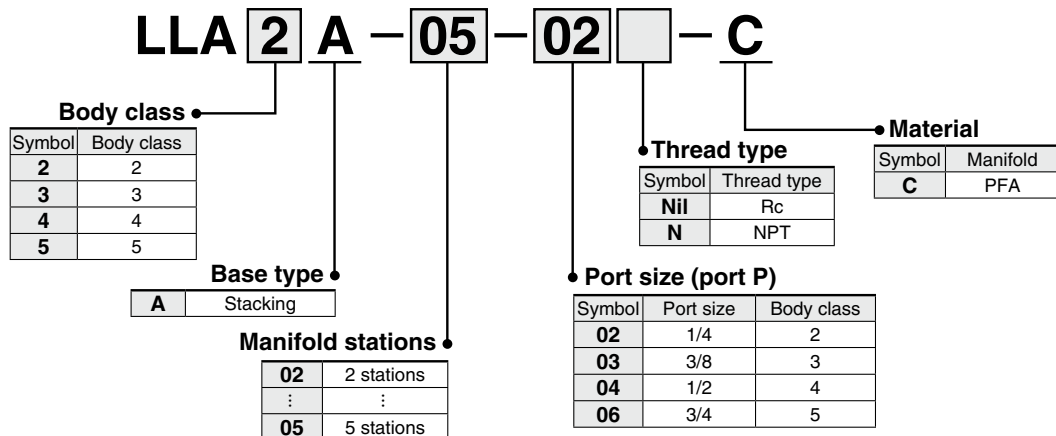 LLA 2 A – 05 – 02 – C
Body class
Symbol Body class
2 2
3 3
4 4
5 5
Base type
A Stacking
Manifold stations
02 2 stations
⋮ ⋮
05 5 stations
Thread type
Symbol Thread type
Nil Rc
N NPT
Material
Symbol Manifold
C PFA
Port size (port P)
Symbol Port size Body class
02 1/4 2
03 3/8 3
04 1/2 4
06 3/4 5